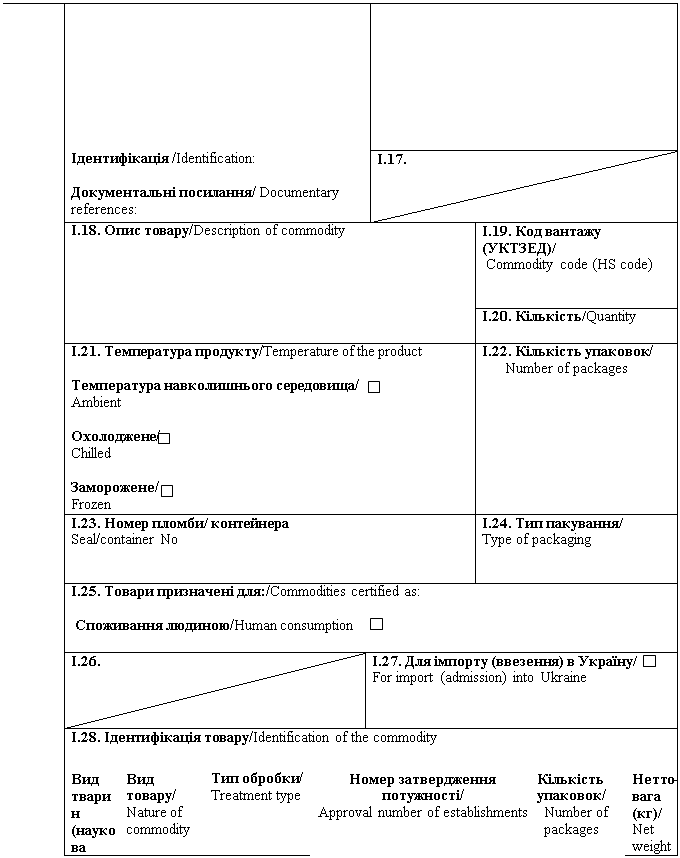 Ідентифікація /Identification:
I.17.
Документальні посилання/ Documentary
references:
I.18. Опис товару/Description of commodity
I.19. Код вантажу
(УКТЗЕД)/
Commodity code (HS code)
I.20. Кількість/Quantity
I.21. Температура продукту/Temperature of the product
I.22. Кількість упаковок/
Number of packages
Температура навколишнього середовища/
Ambient
Охолоджене/
Chilled
Заморожене/
Frozen
I.23. Номер пломби/ контейнера
Seal/container No
I.24. Тип пакування/
Type of packaging
I.25. Товари призначені для:/Commodities certified as:
Споживання людиною/Human consumption
I.26.
I.27. Для імпорту (ввезення) в Україну/
For import (admission) into Ukraine
I.28. Ідентифікація товару/Identification of the commodity
Вид
твари
н
(науко
ва
Вид
товару/
Nature of
commodity
Тип обробки/
Treatment type
Номер затвердження
потужності/
Approval number of establishments
Кількість
упаковок/
Number of
packages
Нетто-
вага
(кг)/
Net
weight